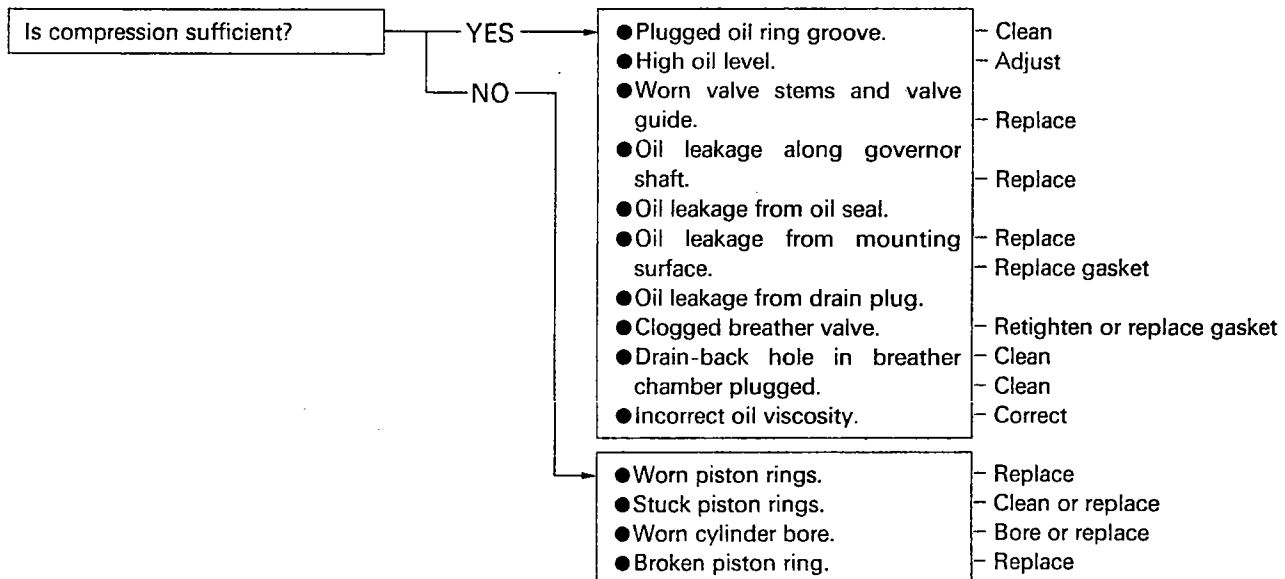 Is compression sufficient?
YES
NO
●Plugged oil ring groove. – Clean
●High oil level. – Adjust
●Worn valve stems and valve
guide. – Replace
●Oil leakage along governor
shaft. – Replace
●Oil leakage from oil seal.
●Oil leakage from mounting – Replace
surface. – Replace gasket
●Oil leakage from drain plug.
●Clogged breather valve. – Retighten or replace gasket
●Drain-back hole in breather – Clean
chamber plugged. – Clean
●Incorrect oil viscosity. – Correct
●Worn piston rings. – Replace
●Stuck piston rings. – Clean or replace
●Worn cylinder bore. – Bore or replace
●Broken piston ring. – Replace